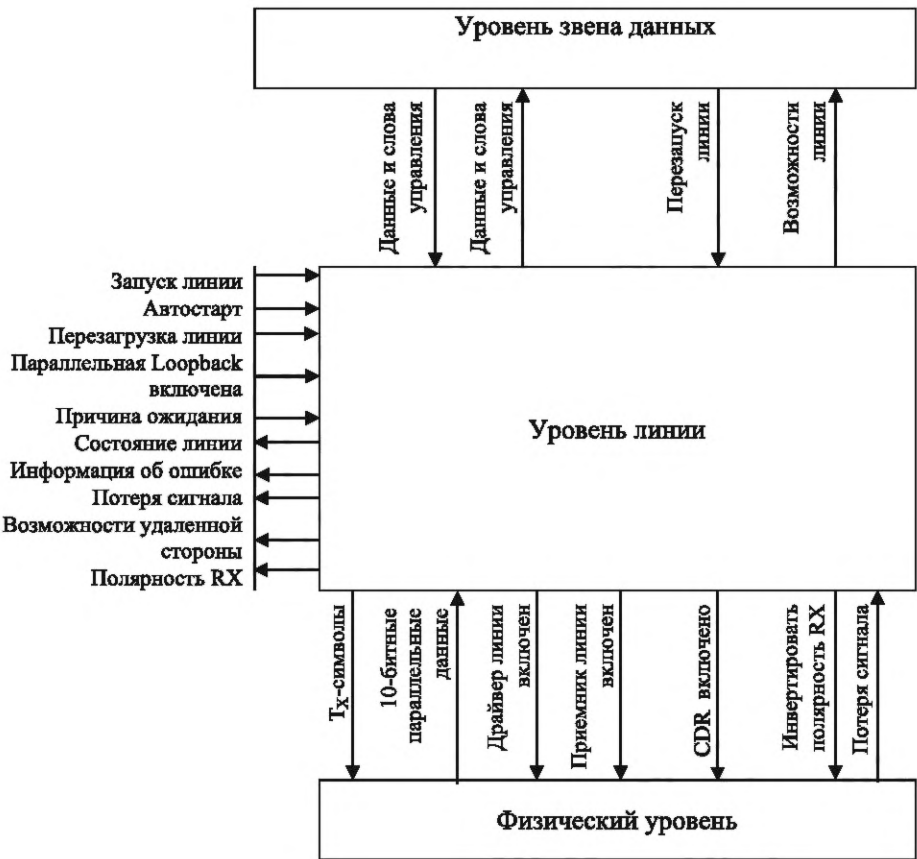 Уровень звена данных
Данные и слова
управления
Данные и слова
управления
Перезапуск
линии
Возможности
линии
Запуск линии
Автостарт
Перезагрузка линии
Параллельная Loopback
включена
Причина ожидания
Состояние линии
Информация об ошибке
Потеря сигнала
Возможности удаленной
стороны
Полярность RX
Уровень линии
TX-символы
10-битные
параллельные
данные
Драйвер линии
включен
Приемник линии
включен
CDR включено
Инвертировать
полярность RX
Потеря сигнала
Физический уровень